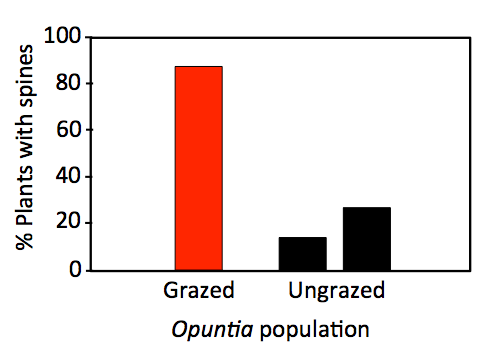 % Plants with spines
100
80
60
40
20
0
Grazed
Ungrazed
Opuntia population